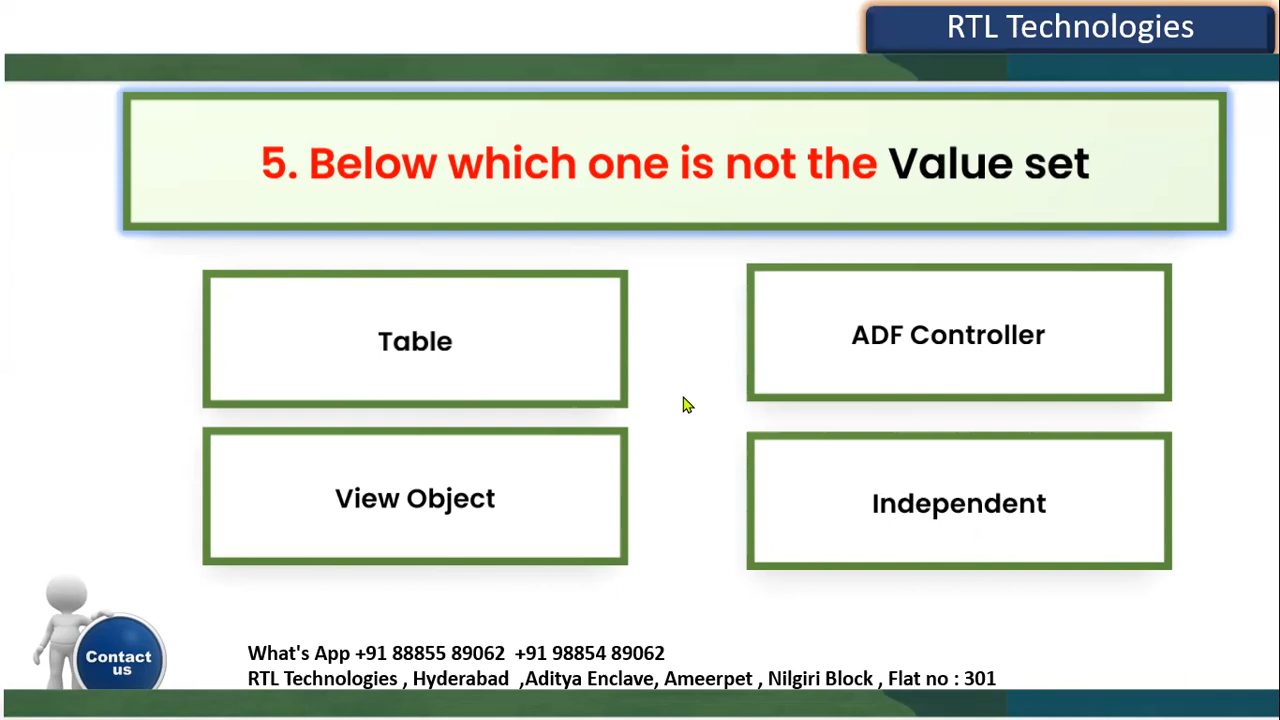 RTL Technologies
5. Below which one is not the Value set
Table
ADF Controller
View Object
Independent
Contact
us
What's App +91 88855 89062 +91 98854 89062
RTL Technologies , Hyderabad ,Aditya Enclave, Ameerpet , Nilgiri Block , Flat no : 301